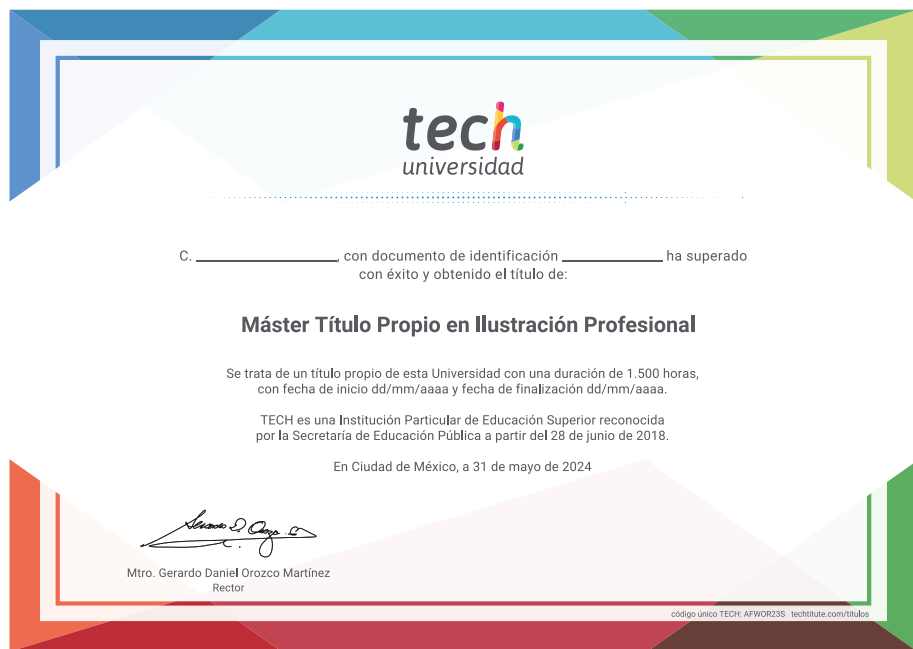 tech
universidad
C. ____________________, con documento de identificación ______________ ha superado
con éxito y obtenido el título de:
Máster Título Propio en Ilustración Profesional
Se trata de un título propio de esta Universidad con una duración de 1.500 horas,
con fecha de inicio dd/mm/aaaa y fecha de finalización dd/mm/aaaa.
TECH es una Institución Particular de Educación Superior reconocida
por la Secretaría de Educación Pública a partir del 28 de junio de 2018.
En Ciudad de México, a 31 de mayo de 2024
Mtro. Gerardo Daniel Orozco Martínez
Rector
código único TECH: AFWOR23S techtitute.com/titulos